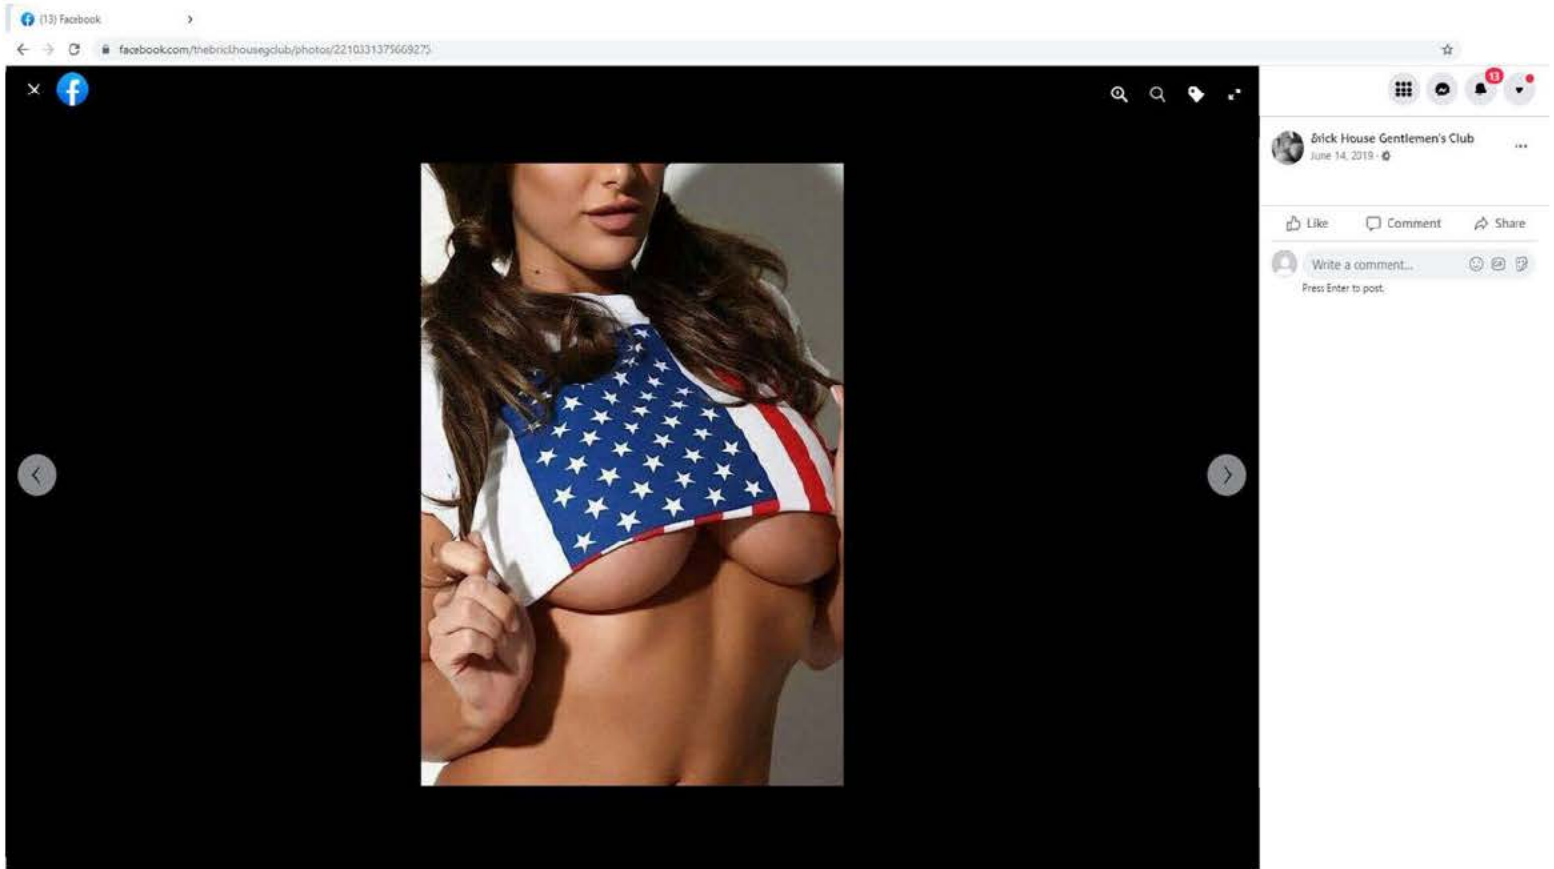 (13) Facebook
facebook.com/thebrickhousegclub/photos/2210331375669275
13
Brick House Gentlemen's Club
June 14, 2019
Like Comment Share
Write a comment...
Press Enter to post.